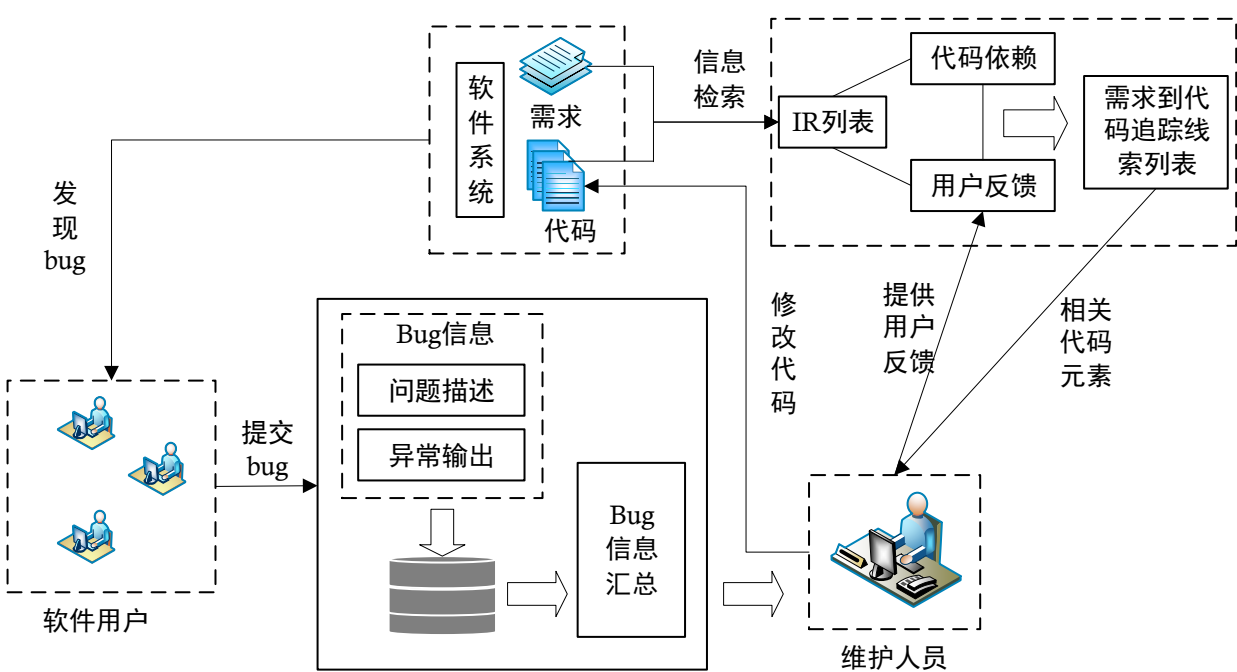 软
件
系
统
需求
代码
信息
检索
IR列表
代码依赖
用户反馈
需求到代
码追踪线
索列表
发
现
bug
Bug信息
问题描述
异常输出
修
改
代
码
提供
用户
反馈
相关
代码
元素
提交
bug
Bug
信息
汇总
软件用户
维护人员